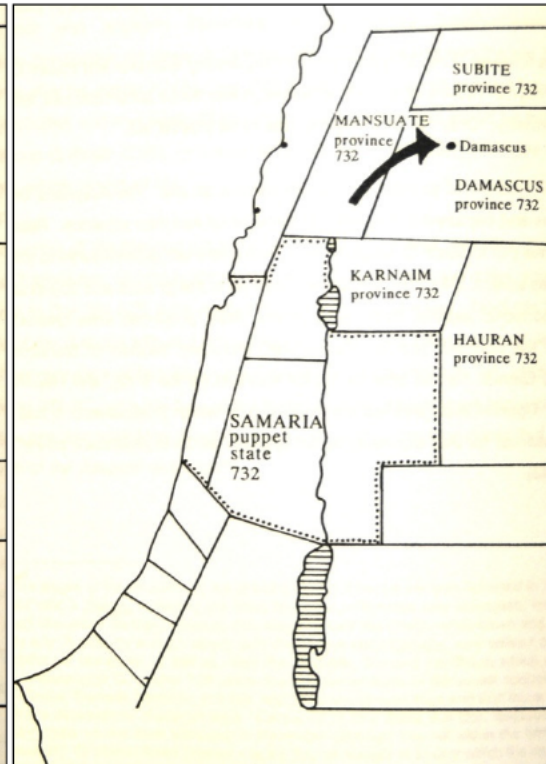 SUBITE
province 732
MANSUATE
province
732
Damascus
DAMASCUS
province 732
KARNAIM
province 732
HAURAN
province 732
SAMARIA
puppet
state
732